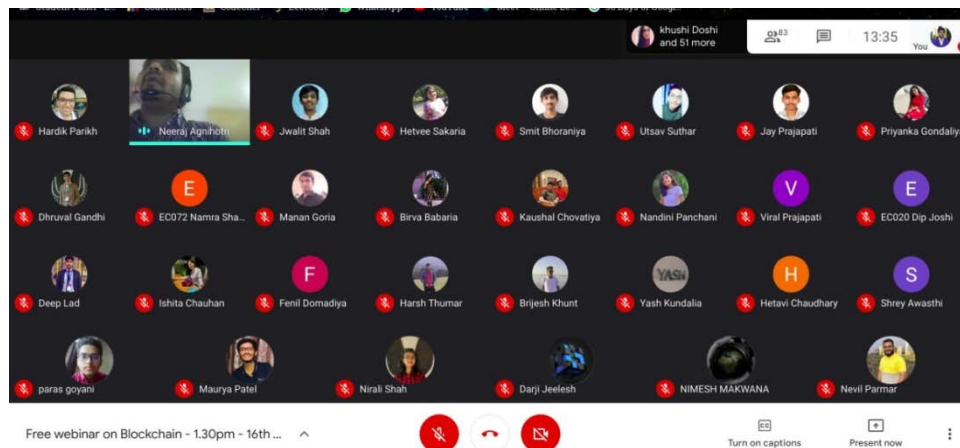 WhatsApp
khushi Doshi
and 51 more
83
13:35
You
Hardik Parikh
Neeraj Agnihotri
Jwalit Shah
Hetvee Sakaria
Smit Bhoraniya
Utsav Suthar
Jay Prajapati
Priyanka Gondaliy
E
V
E
Dhruval Gandhi
EC072 Namra Sha...
Manan Goria
Birva Babaria
Kaushal Chovatiya
Nandini Panchani
Viral Prajapati
EC020 Dip Joshi
F
YASH
H
S
Deep Lad
Ishita Chauhan
Fenil Domadiya
Harsh Thumar
Brijesh Khunt
Yash Kundalia
Hetavi Chaudhary
Shrey Awasthi
paras goyani
Maurya Patel
Nirali Shah
Darji Jeelesh
NIMESH MAKWANA
Nevil Parmar
Free webinar on Blockchain - 1.30pm - 16th ...
CC
Turn on captions
Present now